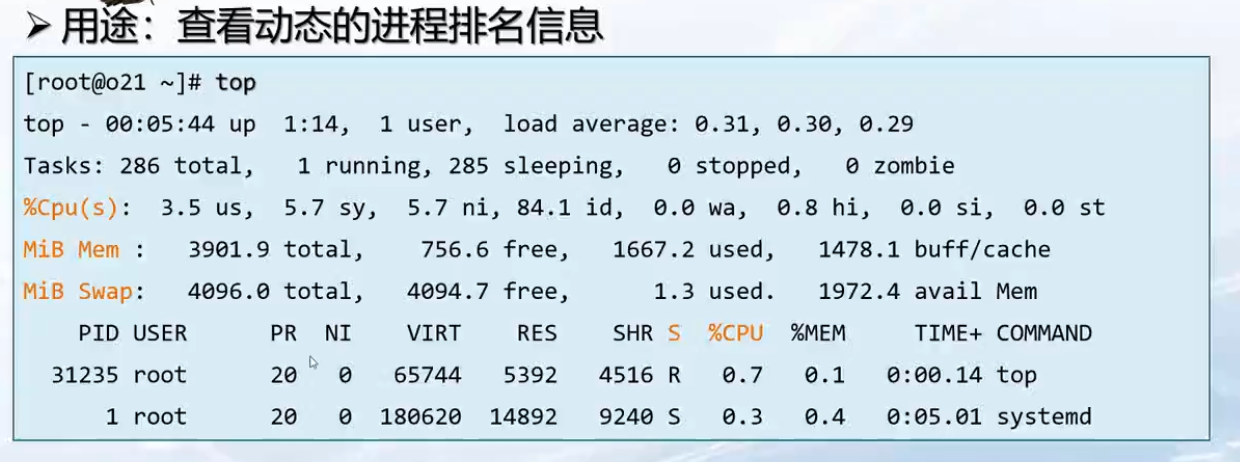 ➢ 用途：查看动态的进程排名信息
[root@o21 ~]# top
top - 00:05:44 up  1:14,  1 user,  load average: 0.31, 0.30, 0.29
Tasks: 286 total,   1 running, 285 sleeping,   0 stopped,   0 zombie
%Cpu(s):  3.5 us,  5.7 sy,  5.7 ni, 84.1 id,  0.0 wa,  0.8 hi,  0.0 si,  0.0 st
MiB Mem :   3901.9 total,    756.6 free,   1667.2 used,   1478.1 buff/cache
MiB Swap:   4096.0 total,   4094.7 free,      1.3 used.   1972.4 avail Mem
    PID USER      PR  NI    VIRT    RES    SHR S  %CPU  %MEM     TIME+ COMMAND
  31235 root      20   0   65744   5392   4516 R   0.7   0.1   0:00.14 top
      1 root      20   0  180620  14892   9240 S   0.3   0.4   0:05.01 systemd